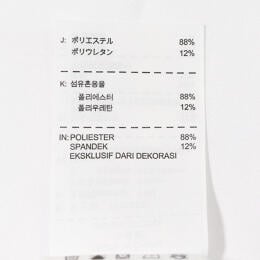 J: ポリエステル 88%
ポリウレタン 12%
K: 섬유혼용율
폴리에스터 88%
폴리우레탄 12%
IN: POLIESTER 88%
SPANDEK 12%
EKSKLUSIF DARI DEKORASI